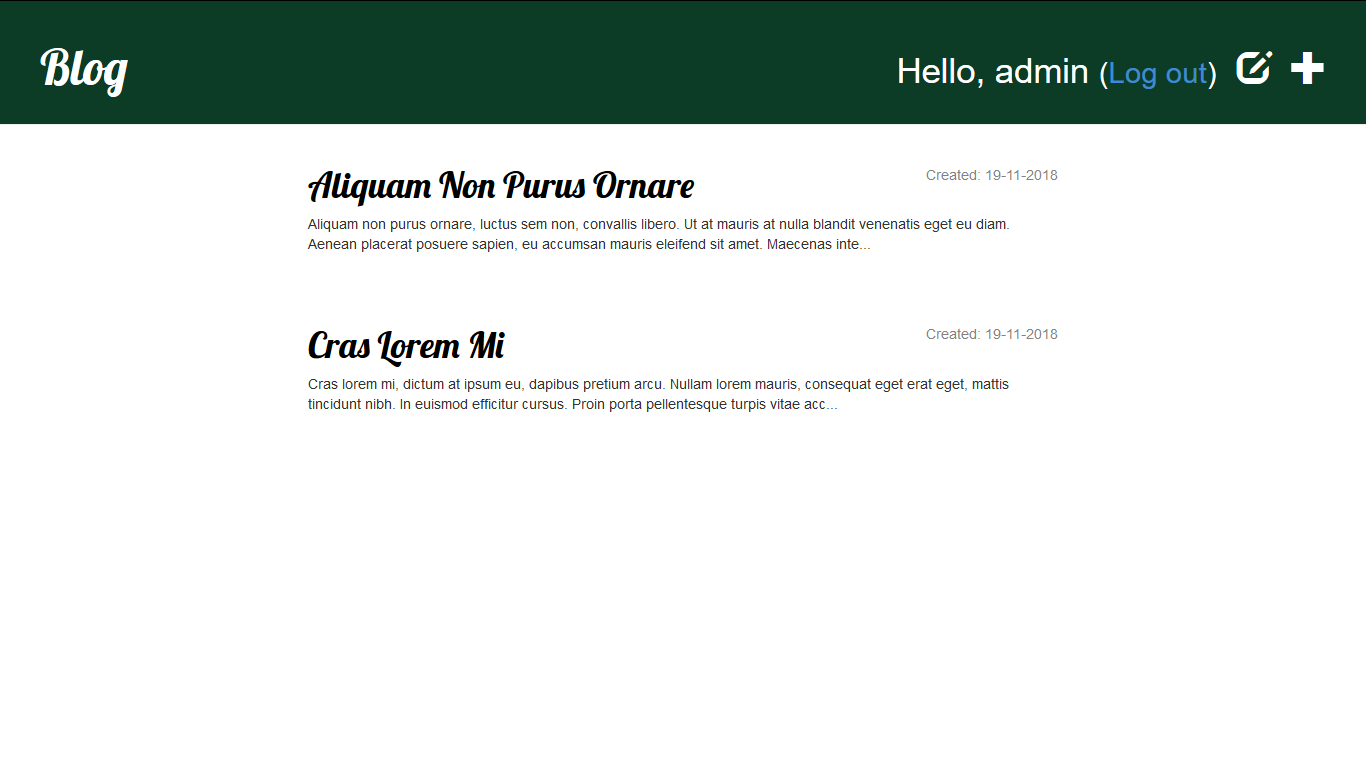 Blog
Hello, admin (Log out)
Aliquam Non Purus Ornare
Created: 19-11-2018
Aliquam non purus ornare, luctus sem non, convallis libero. Ut at mauris at nulla blandit venenatis eget eu diam.
Aenean placerat posuere sapien, eu accumsan mauris eleifend sit amet. Maecenas inte...
Cras Lorem Mi
Created: 19-11-2018
Cras lorem mi, dictum at ipsum eu, dapibus pretium arcu. Nullam lorem mauris, consequat eget erat eget, mattis
tincidunt nibh. In euismod efficitur cursus. Proin porta pellentesque turpis vitae acc...